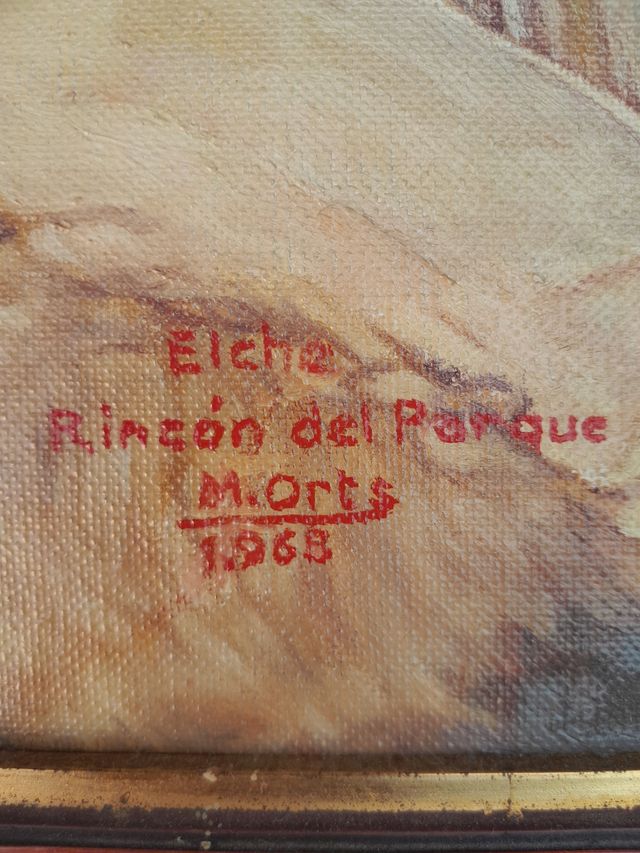 Elche
Rincón del Parque
M.Orts
1.968